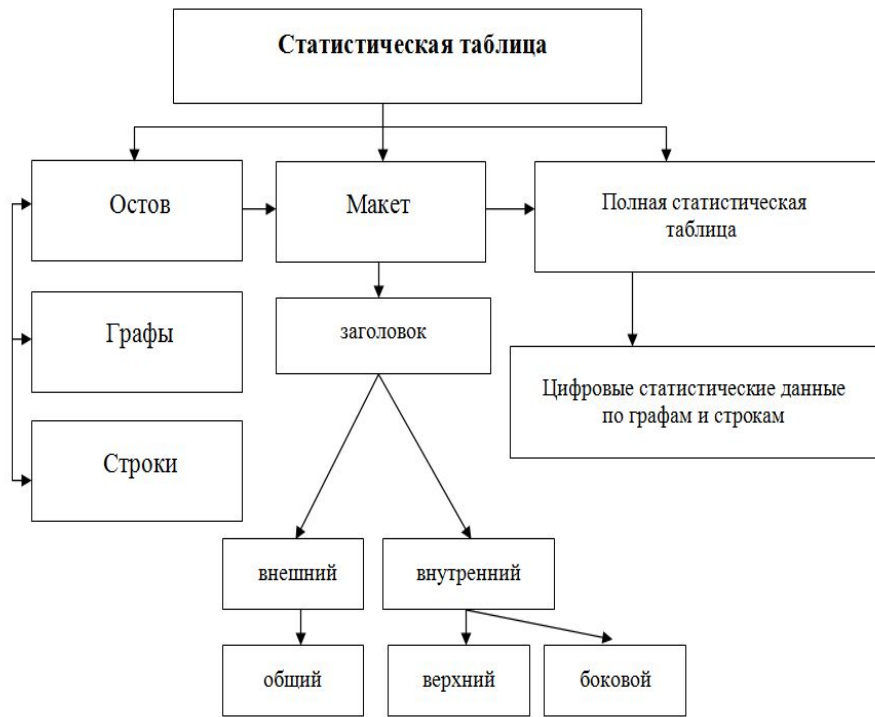 Статистическая таблица
Остов
Макет
Полная статистическая
таблица
Графы
заголовок
Цифровые статистические данные
по графам и строкам
Строки
внешний
внутренний
общий
верхний
боковой